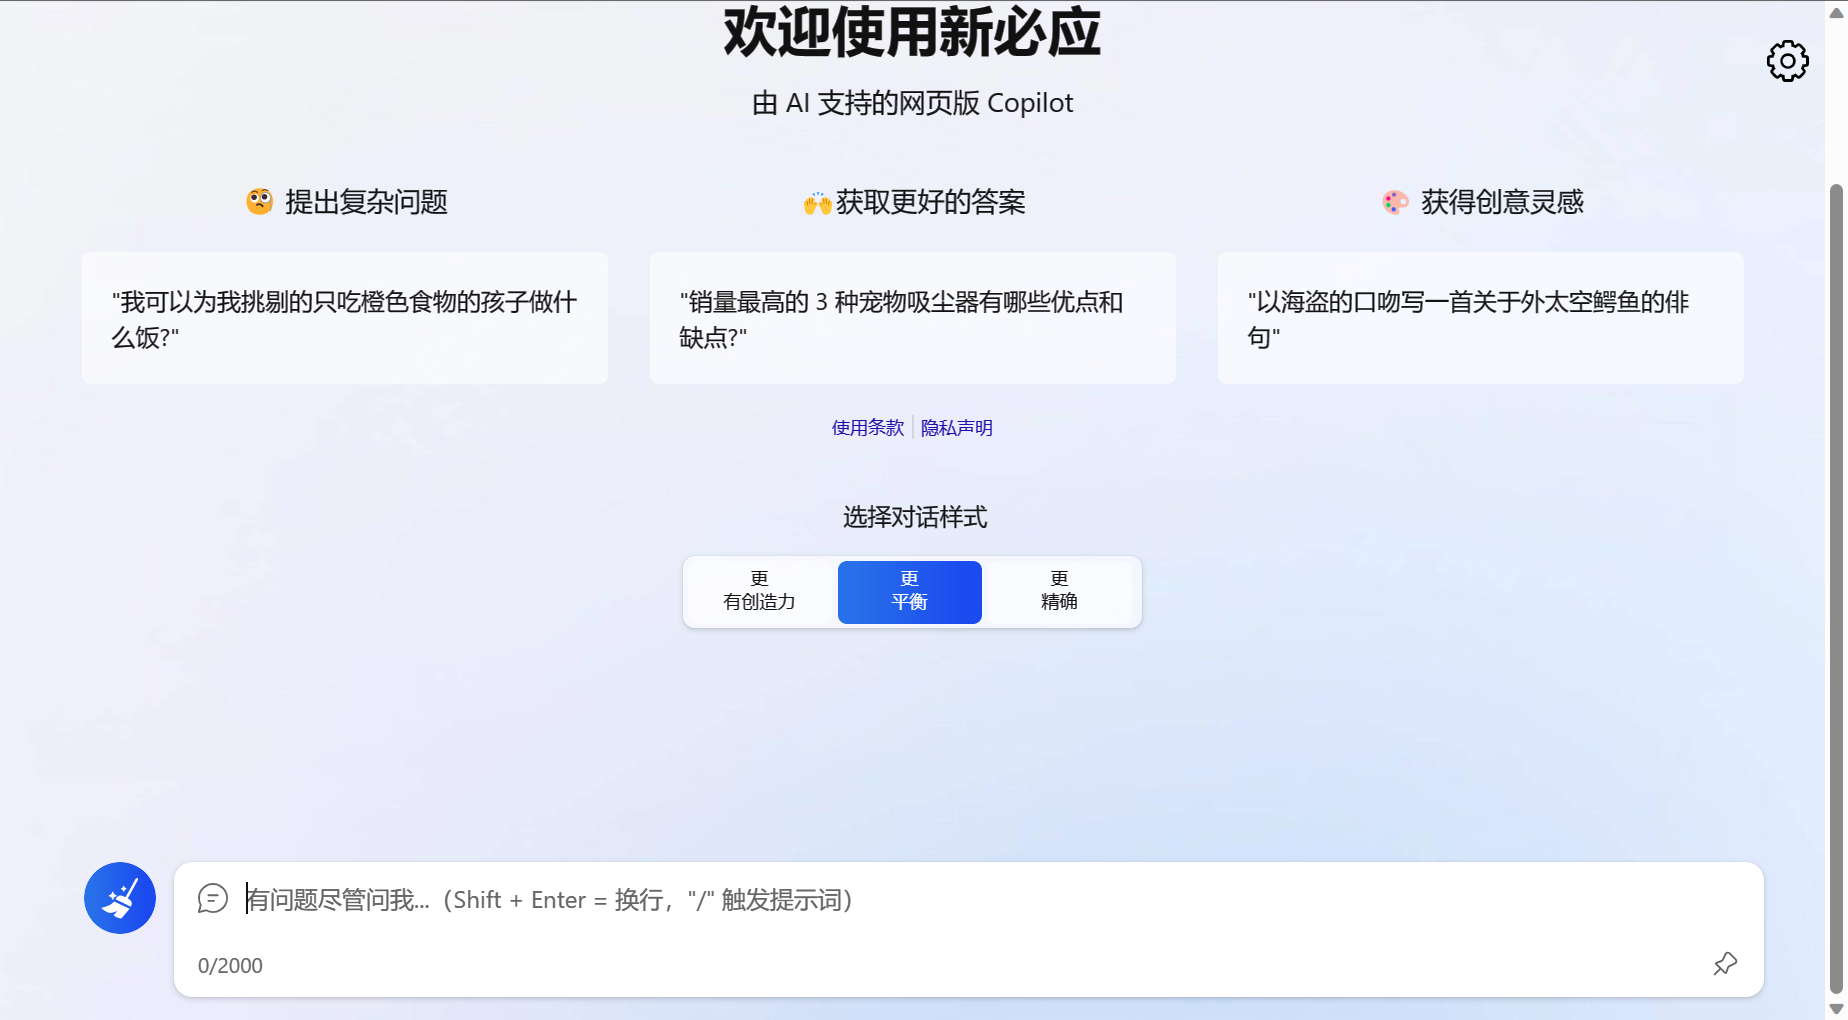 欢迎使用新必应
由 AI 支持的网页版 Copilot
提出复杂问题
"我可以为我挑剔的只吃橙色食物的孩子做什
么饭?"
获取更好的答案
"销量最高的 3 种宠物吸尘器有哪些优点和
缺点?"
获得创意灵感
"以海盗的口吻写一首关于外太空鳄鱼的俳
句"
使用条款 隐私声明
选择对话样式
更
有创造力
更
平衡
更
精确
有问题尽管问我...（Shift + Enter = 换行，"/" 触发提示词）
0/2000